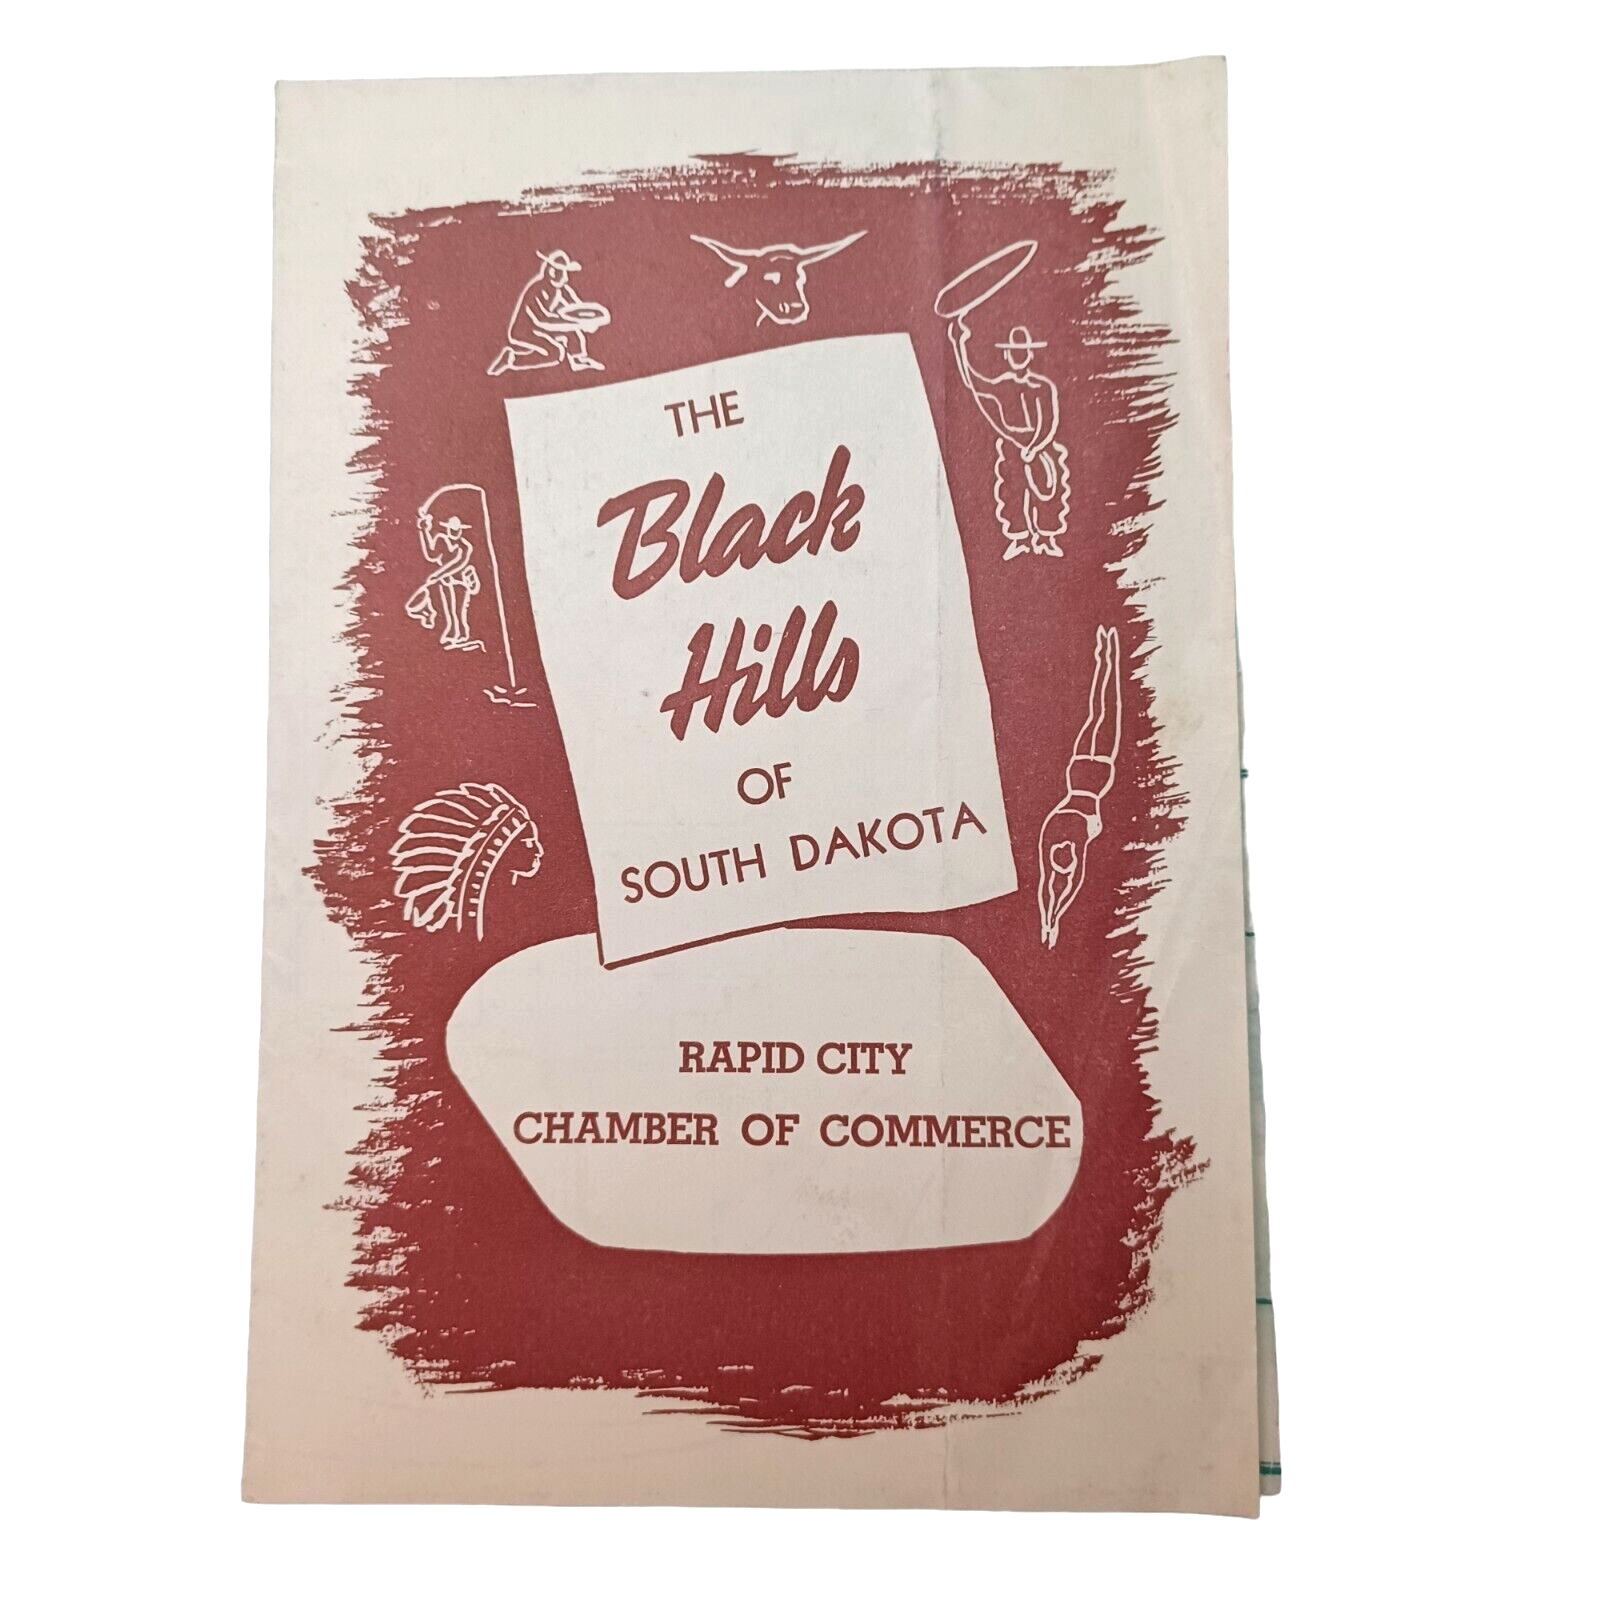 THE
Black
Hills
OF
SOUTH DAKOTA
RAPID CITY
CHAMBER OF COMMERCE